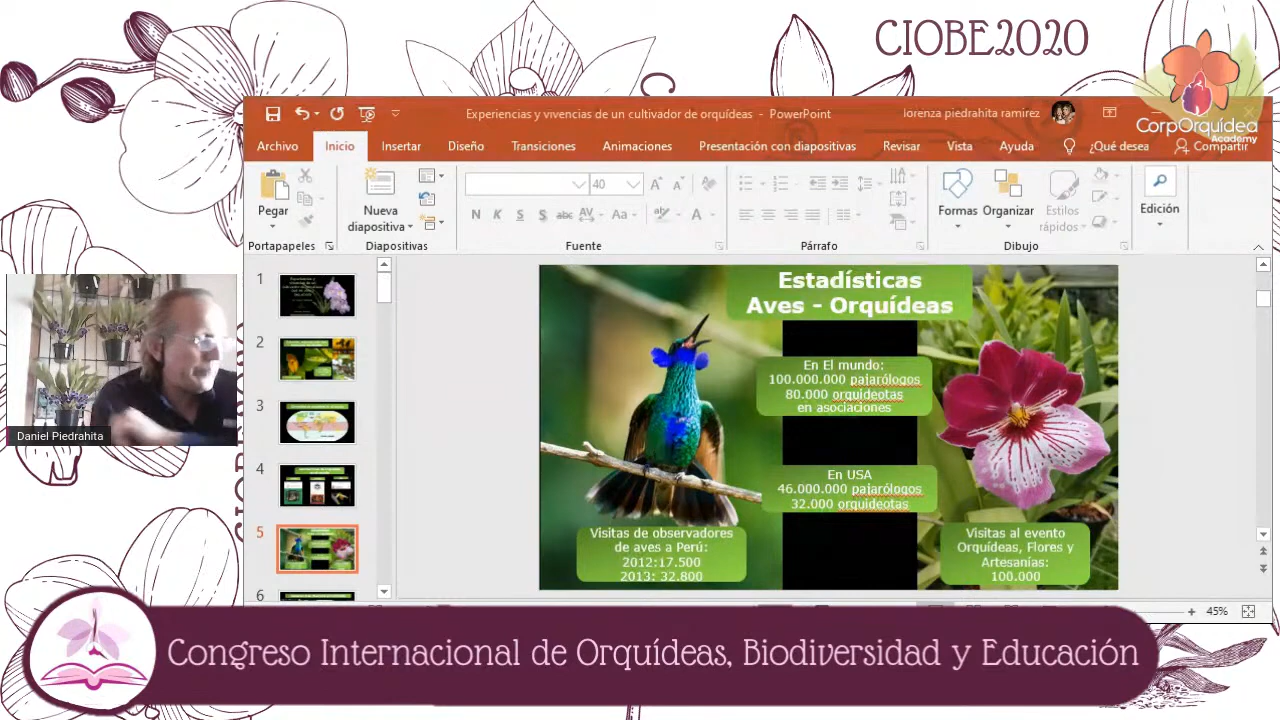 CIOBE2020
CorpOrquídea
Academy
Experiencias y vivencias de un cultivador de orquídeas - PowerPoint
lorenza piedrahita ramirez
Archivo
Inicio
Insertar
Diseño
Transiciones
Animaciones
Presentación con diapositivas
Revisar
Vista
Ayuda
¿Qué desea
Compartir
Pegar
Nueva
diapositiva
40
N K S S abc AV Aa
A
Formas
Organizar
Estilos
rápidos
Edición
Portapapeles
Diapositivas
Fuente
Párrafo
Dibujo
1
2
3
4
5
6
Estadísticas
Aves - Orquídeas
En El mundo:
100.000.000 pajarólogos
80.000 orquideotas
en asociaciones
En USA
46.000.000 pajarólogos
32.000 orquideotas
Visitas de observadores
de aves a Perú:
2012:17.500
2013: 32.800
Visitas al evento
Orquídeas, Flores y
Artesanías:
100.000
Daniel Piedrahita
45%
Congreso Internacional de Orquídeas, Biodiversidad y Educación